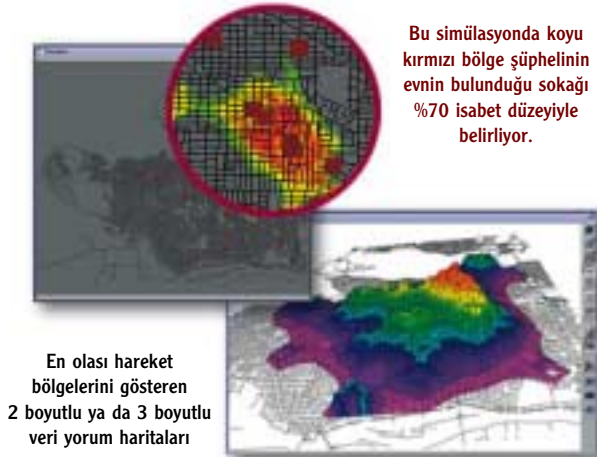 Bu simülasyonda koyu
kırmızı bölge şüphelinin
evnin bulunduğu sokağı
%70 isabet düzeyiyle
belirliyor.
En olası hareket
bölgelerini gösteren
2 boyutlu ya da 3 boyutlu
veri yorum haritaları